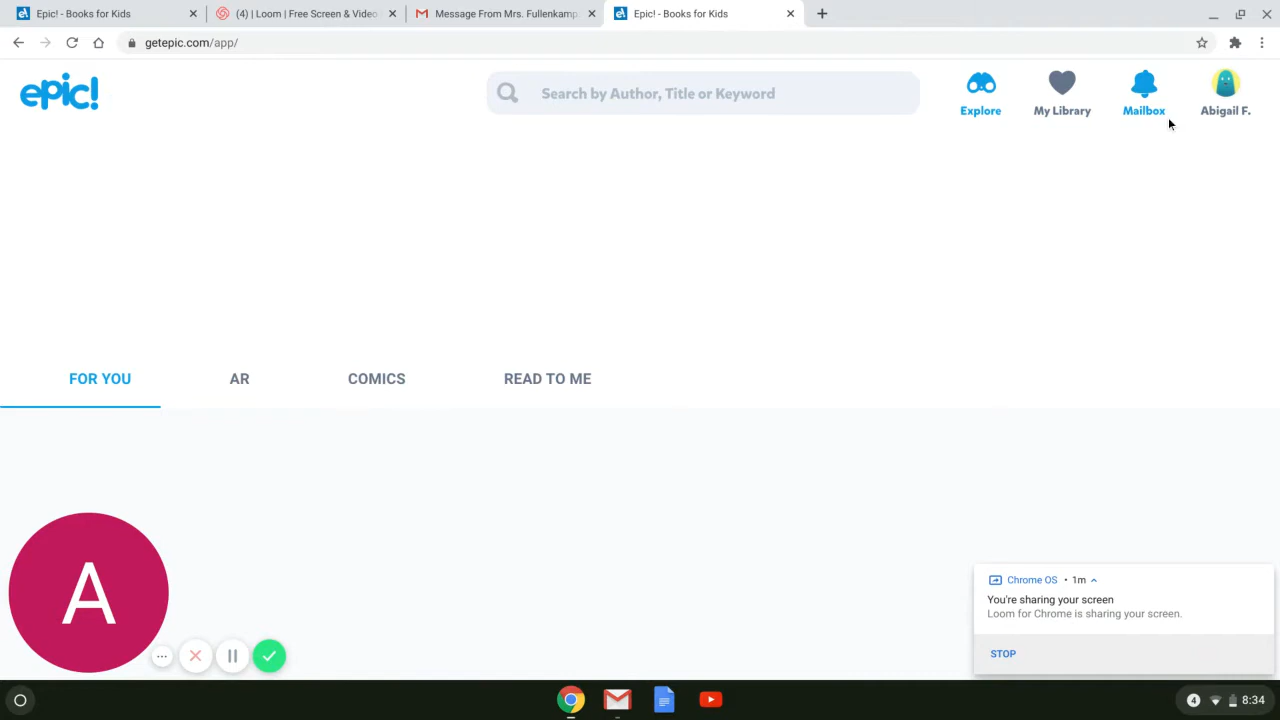 Epic! - Books for Kids
(4) Loom | Free Screen & Video
Message From Mrs. Fullenkamp
Epic! - Books for Kids
getepic.com/app/
epic!
Search by Author, Title or Keyword
Explore
My Library
Mailbox
Abigail F.
FOR YOU
AR
COMICS
READ TO ME
A
Chrome OS • 1m
You're sharing your screen
Loom for Chrome is sharing your screen.
STOP
4
8:34